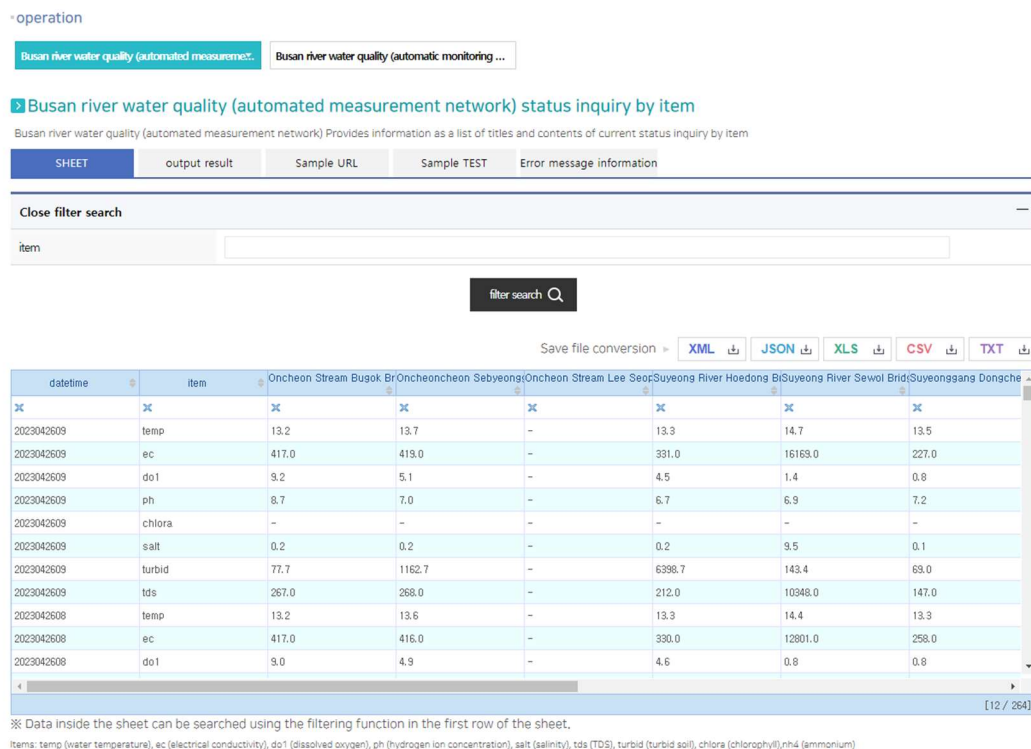 operation
Busan river water quality (automated measureme...
Busan river water quality (automatic monitoring ...
Busan river water quality (automated measurement network) status inquiry by item
Busan river water quality (automated measurement network) Provides information as a list of titles and contents of current status inquiry by item
SHEET output result Sample URL Sample TEST Error message information
Close filter search
item
filter search
Save file conversion XML JSON XLS CSV TXT
datetime item Oncheon Stream Bugok Br Oncheoncheon Sebyeong Oncheon Stream Lee Seop Suyeong River Hoedong Bi Suyeong River Sewol Brid Suyeonggang Dongche
2023042609 temp 13.2 13.7 - 13.3 14.7 13.5
2023042609 ec 417.0 419.0 - 331.0 16169.0 227.0
2023042609 do1 9.2 5.1 - 4.5 1.4 0.8
2023042609 ph 8.7 7.0 - 6.7 6.9 7.2
2023042609 chlora - - - - - -
2023042609 salt 0.2 0.2 - 0.2 9.5 0.1
2023042609 turbid 77.7 1162.7 - 6398.7 143.4 69.0
2023042609 tds 267.0 268.0 - 212.0 10348.0 147.0
2023042608 temp 13.2 13.6 - 13.3 14.4 13.3
2023042608 ec 417.0 416.0 - 330.0 12801.0 258.0
2023042608 do1 9.0 4.9 - 4.6 0.8 0.8
[12 / 264]
※ Data inside the sheet can be searched using the filtering function in the first row of the sheet.
Items: temp (water temperature), ec (electrical conductivity), do1 (dissolved oxygen), ph (hydrogen ion concentration), salt (salinity), tds (TDS), turbid (turbid soil), chlora (chlorophyll),nh4 (ammonium)